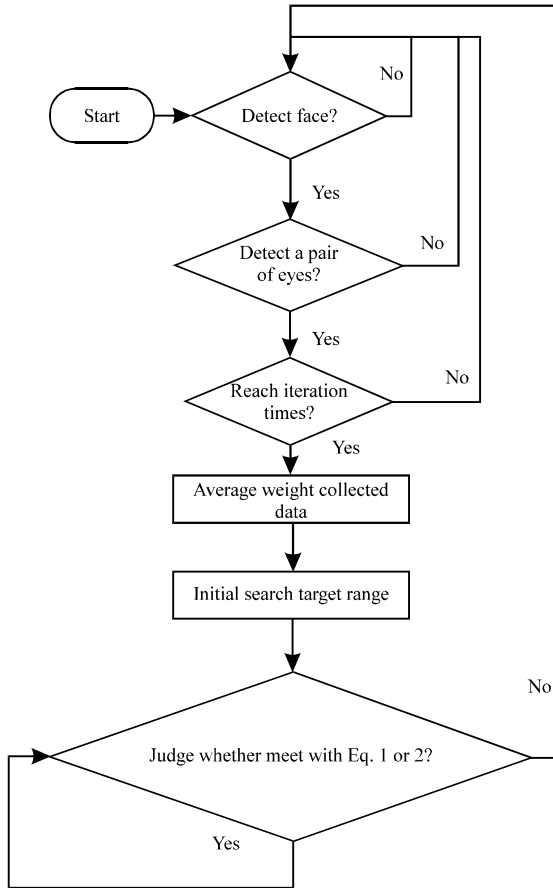 No
Start
Detect face?
Yes
No
Detect a pair
of eyes?
Yes
No
Reach iteration
times?
Yes
Average weight collected
data
Initial search target range
No
Judge whether meet with Eq. 1 or 2?
Yes